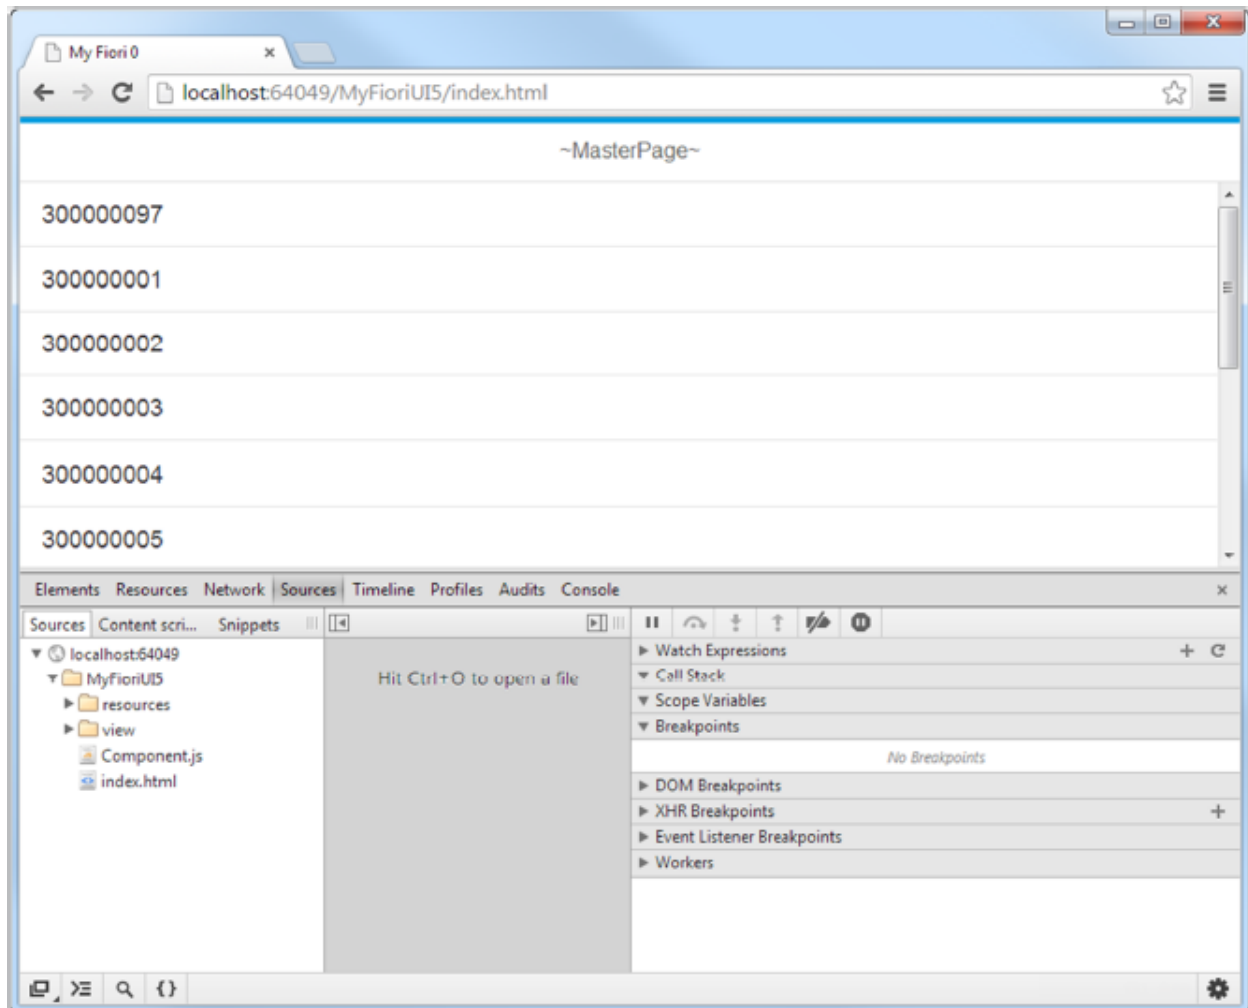 My Fiori 0
localhost:64049/MyFioriUI5/index.html
~MasterPage~
300000097
300000001
300000002
300000003
300000004
300000005
Elements Resources Network Sources Timeline Profiles Audits Console
Sources Content scri... Snippets
localhost:64049
MyFioriUI5
resources
view
Component.js
index.html
Hit Ctrl+O to open a file
Watch Expressions
Call Stack
Scope Variables
Breakpoints
No Breakpoints
DOM Breakpoints
XHR Breakpoints
Event Listener Breakpoints
Workers